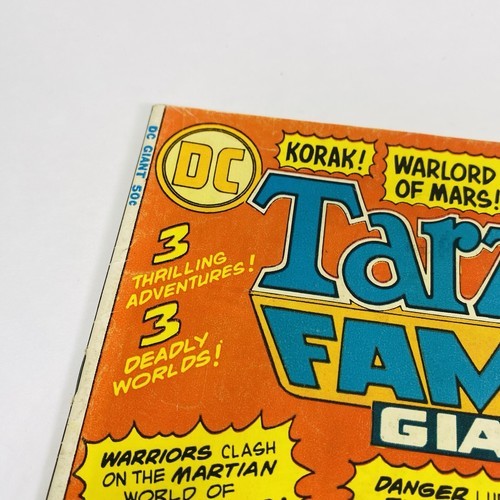 DC GIANT 50¢
DC
KORAK!
WARLORD
OF MARS!
3
THRILLING
ADVENTURES!
3
DEADLY
WORLDS!
Tarz
FAM
GIA
WARRIORS CLASH
ON THE MARTIAN
WORLD OF
DANGER